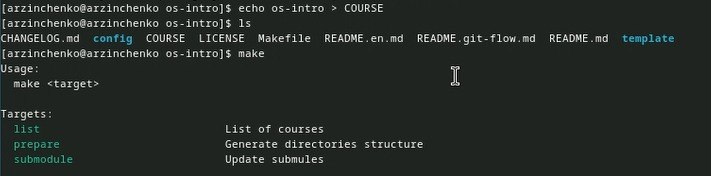 [arzinchenko@arzinchenko os-intro]$ echo os-intro > COURSE
[arzinchenko@arzinchenko os-intro]$ ls
CHANGELOG.md config COURSE LICENSE Makefile README.en.md README.git-flow.md README.md template
[arzinchenko@arzinchenko os-intro]$ make
Usage:
  make <target>

Targets:
  list                     List of courses
  prepare                  Generate directories structure
  submodule                Update submules